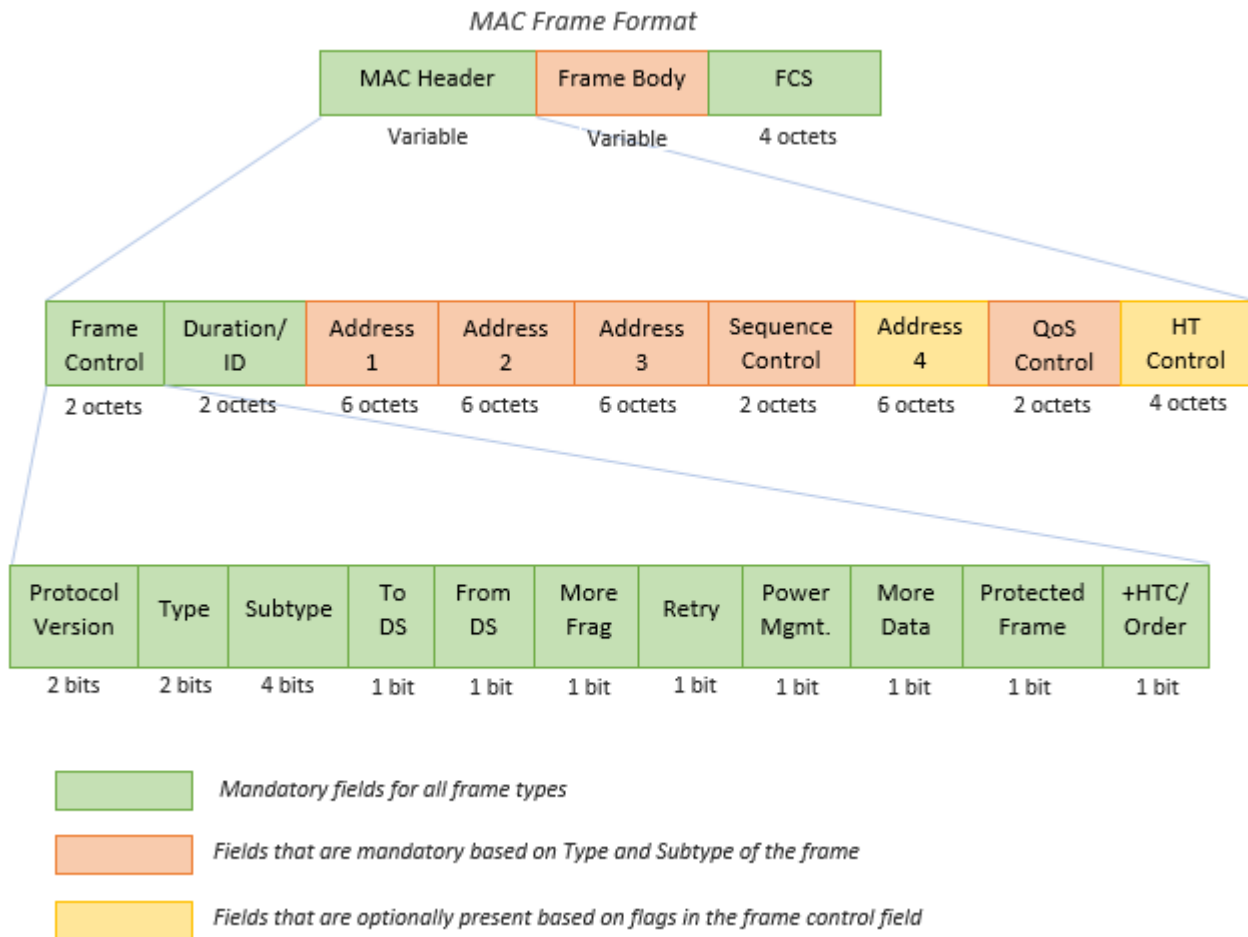 MAC Frame Format
MAC Header Frame Body FCS
Variable Variable 4 octets
Frame Control
Duration/ ID
Address 1
Address 2
Address 3
Sequence Control
Address 4
QoS Control
HT Control
2 octets 2 octets 6 octets 6 octets 6 octets 2 octets 6 octets 2 octets 4 octets
Protocol Version
Type
Subtype
To DS
From DS
More Frag
Retry
Power Mgmt.
More Data
Protected Frame
+HTC/ Order
2 bits 2 bits 4 bits 1 bit 1 bit 1 bit 1 bit 1 bit 1 bit 1 bit 1 bit
Mandatory fields for all frame types
Fields that are mandatory based on Type and Subtype of the frame
Fields that are optionally present based on flags in the frame control field